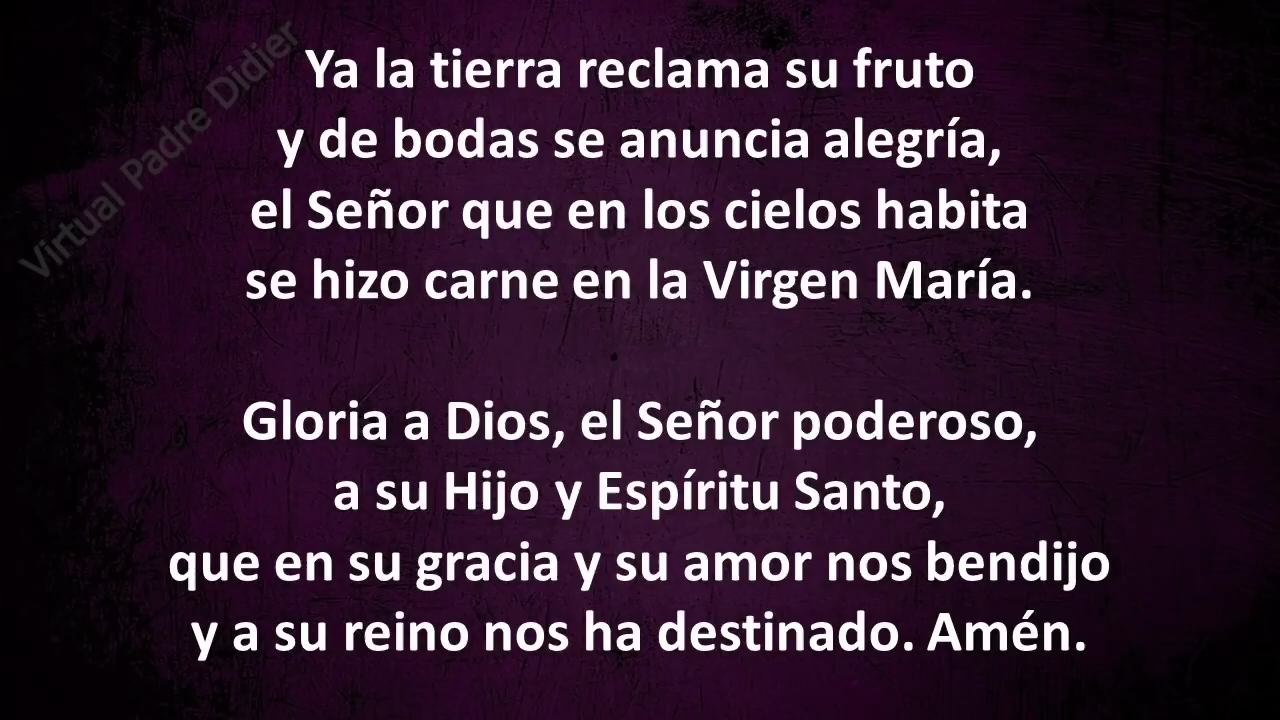 Virtual Padre Didier
Ya la tierra reclama su fruto
y de bodas se anuncia alegría,
el Señor que en los cielos habita
se hizo carne en la Virgen María.
Gloria a Dios, el Señor poderoso,
a su Hijo y Espíritu Santo,
que en su gracia y su amor nos bendijo
y a su reino nos ha destinado. Amén.